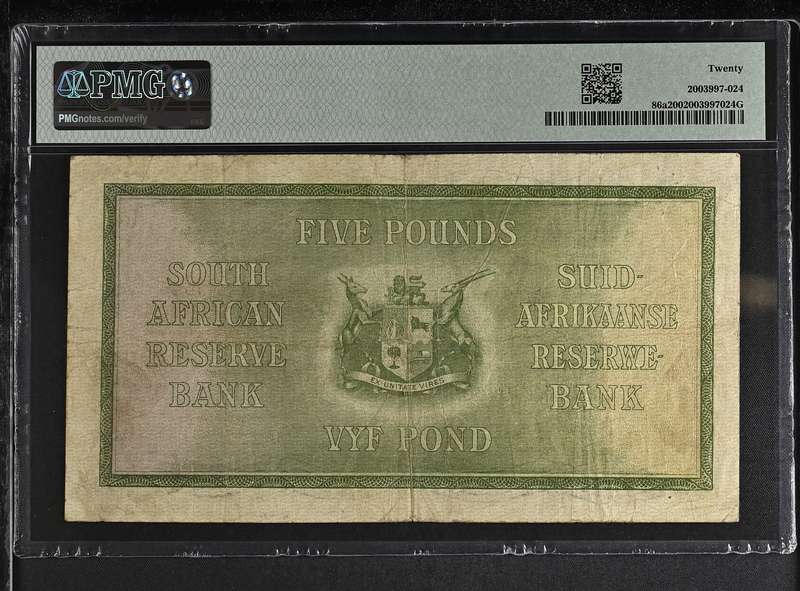 PMG
PMGnotes.com/verify
Twenty
2003997-024
86a2002003997024G
FIVE POUNDS
SOUTH
AFRICAN
RESERVE
BANK
SUID-
AFRIKAANSE
RESERWE-
BANK
EX UNITATE VIRES
VYF POND